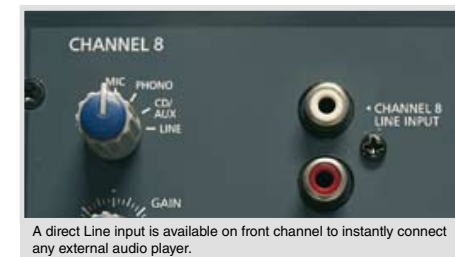 CHANNEL 8
MIC
PHONO
CD/
AUX
LINE
• CHANNEL 8
LINE INPUT
GAIN
A direct Line input is available on front channel to instantly connect
any external audio player.